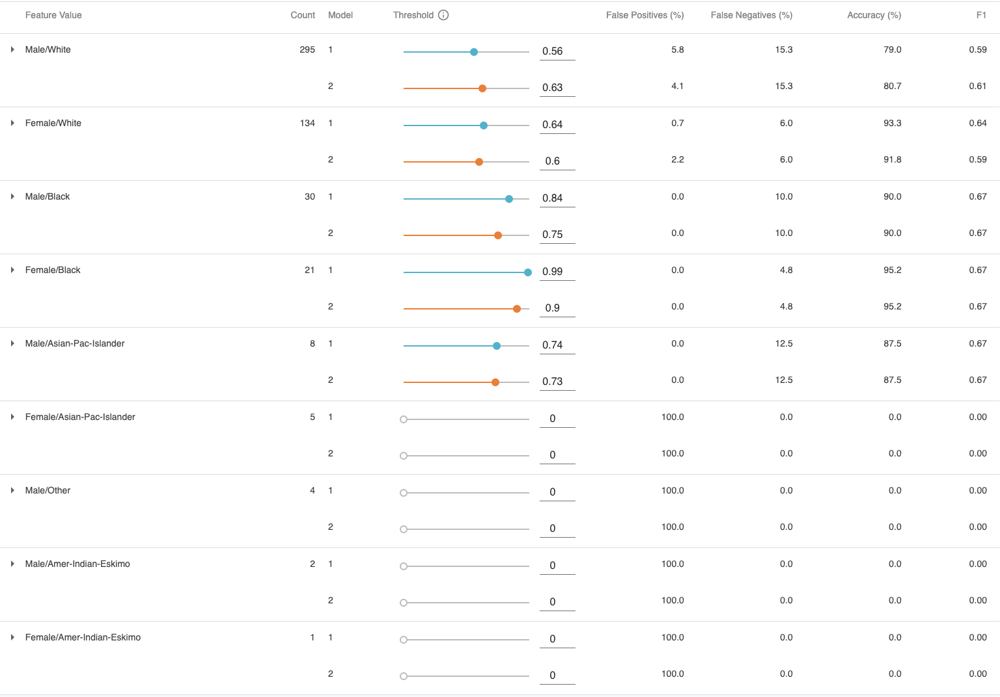 Feature Value Count Model Threshold False Positives (%) False Negatives (%) Accuracy (%) F1
Male/White 295 1 0.56 5.8 15.3 79.0 0.59
2 0.63 4.1 15.3 80.7 0.61
Female/White 134 1 0.64 0.7 6.0 93.3 0.64
2 0.6 2.2 6.0 91.8 0.59
Male/Black 30 1 0.84 0.0 10.0 90.0 0.67
2 0.75 0.0 10.0 90.0 0.67
Female/Black 21 1 0.99 0.0 4.8 95.2 0.67
2 0.9 0.0 4.8 95.2 0.67
Male/Asian-Pac-Islander 8 1 0.74 0.0 12.5 87.5 0.67
2 0.73 0.0 12.5 87.5 0.67
Female/Asian-Pac-Islander 5 1 0 100.0 0.0 0.0 0.00
2 0 100.0 0.0 0.0 0.00
Male/Other 4 1 0 100.0 0.0 0.0 0.00
2 0 100.0 0.0 0.0 0.00
Male/Amer-Indian-Eskimo 2 1 0 100.0 0.0 0.0 0.00
2 0 100.0 0.0 0.0 0.00
Female/Amer-Indian-Eskimo 1 1 0 100.0 0.0 0.0 0.00
2 0 100.0 0.0 0.0 0.00